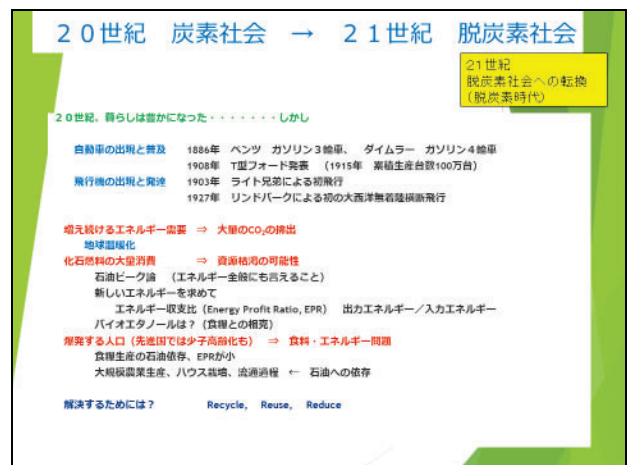 ２０世紀　炭素社会　→　２１世紀　脱炭素社会
21世紀
脱炭素社会への転換
（脱炭素時代）
２０世紀、暮らしは豊かになった・・・・・・・しかし
自動車の出現と普及　1886年　ベンツ　ガソリン３輪車、　ダイムラー　ガソリン４輪車
1908年　T型フォード発表　（1915年　累積生産台数100万台）
飛行機の出現と発達　1903年　ライト兄弟による初飛行
1927年　リンドバークによる初の大西洋無着陸横断飛行
増え続けるエネルギー需要　⇒　大量のCO₂の排出
地球温暖化
化石燃料の大量消費　⇒　資源枯渇の可能性
石油ピーク論　（エネルギー全般にも言えること）
新しいエネルギーを求めて
エネルギー収支比（Energy Profit Ratio, EPR）　出力エネルギー／入力エネルギー
バイオエタノールは？（食糧との相克）
爆発する人口（先進国では少子高齢化も）　⇒　食料・エネルギー問題
食糧生産の石油依存、EPRが小
大規模農業生産、ハウス栽培、流通過程　←　石油への依存
解決するためには？　Recycle,　Reuse,　Reduce